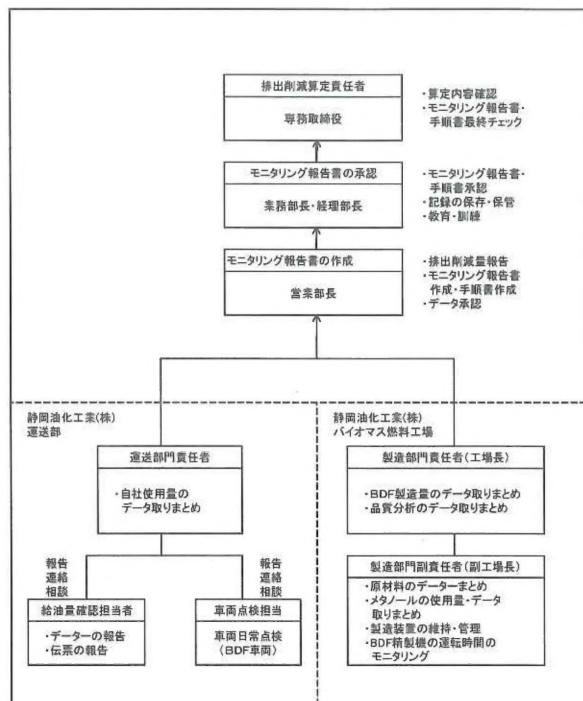 排出削減算定責任者
専務取締役
・算定内容確認
・モニタリング報告書・
手順書最終チェック
モニタリング報告書の承認
業務部長・経理部長
・モニタリング報告書・
手順書承認
・記録の保存・保管
・教育・訓練
モニタリング報告書の作成
営業部長
・排出削減量報告
・モニタリング報告書
作成・手順書作成
・データ承認
静岡油化工業(株)
運送部
運送部門責任者
・自社使用量の
データ取りまとめ
報告
連絡
相談
報告
連絡
相談
給油量確認担当者
・データーの報告
・伝票の報告
車両点検担当
車両日常点検
(BDF車両)
静岡油化工業(株)
バイオマス燃料工場
製造部門責任者(工場長)
・BDF製造量のデータ取りまとめ
・品質分析のデータ取りまとめ
製造部門副責任者(副工場長)
・原材料のデーターまとめ
・メタノールの使用量・データ
取りまとめ
・製造装置の維持・管理
・BDF精製機の運転時間の
モニタリング